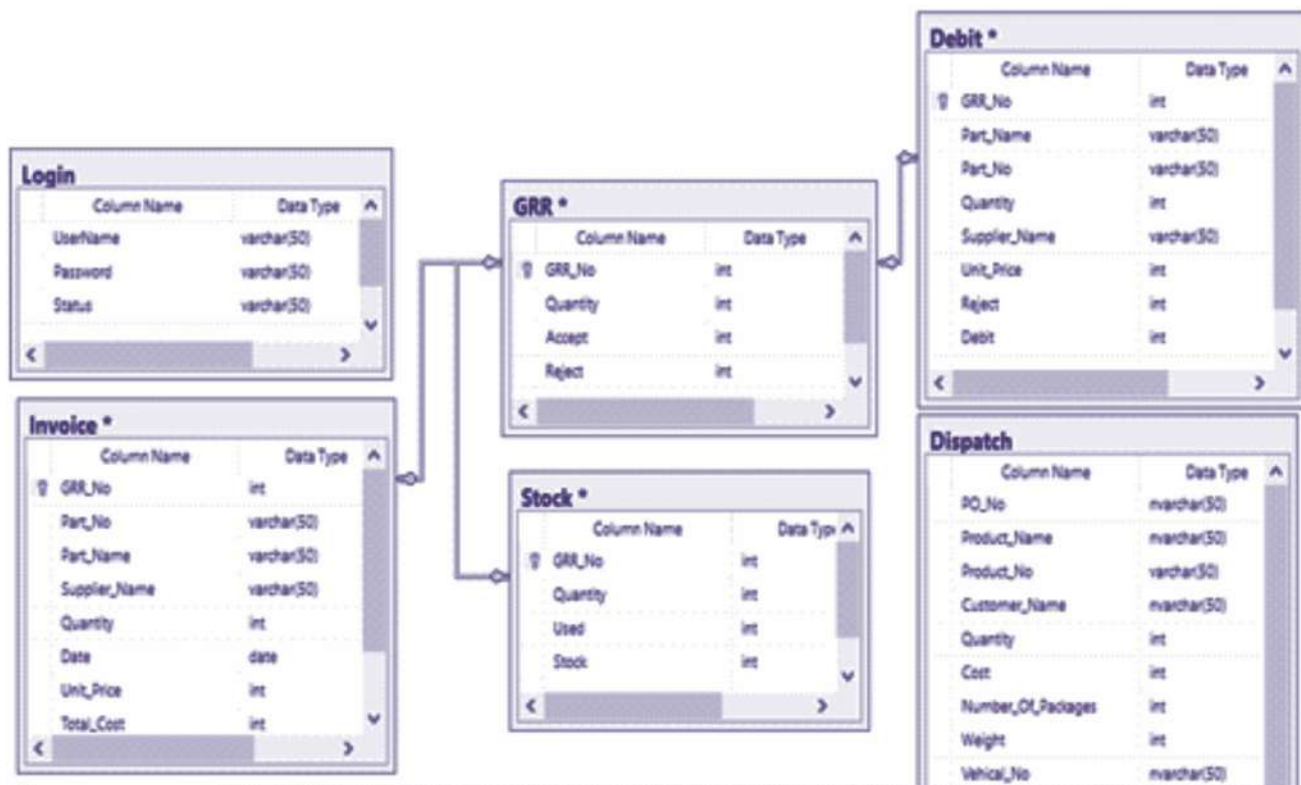 Login
Column Name Data Type
UserName varchar(50)
Password varchar(50)
Status varchar(50)
Invoice *
Column Name Data Type
GRR_No int
Part_No varchar(50)
Part_Name varchar(50)
Supplier_Name varchar(50)
Quantity int
Date date
Unit_Price int
Total_Cost int
GRR *
Column Name Data Type
GRR_No int
Quantity int
Accept int
Reject int
Stock *
Column Name Data Type
GRR_No int
Quantity int
Used int
Stock int
Debit *
Column Name Data Type
GRR_No int
Part_Name varchar(50)
Part_No varchar(50)
Quantity int
Supplier_Name varchar(50)
Unit_Price int
Reject int
Debit int
Dispatch
Column Name Data Type
PO_No nvarchar(50)
Product_Name nvarchar(50)
Product_No varchar(50)
Customer_Name nvarchar(50)
Quantity int
Cost int
Number_Of_Packages int
Weight int
Vehical_No nvarchar(50)